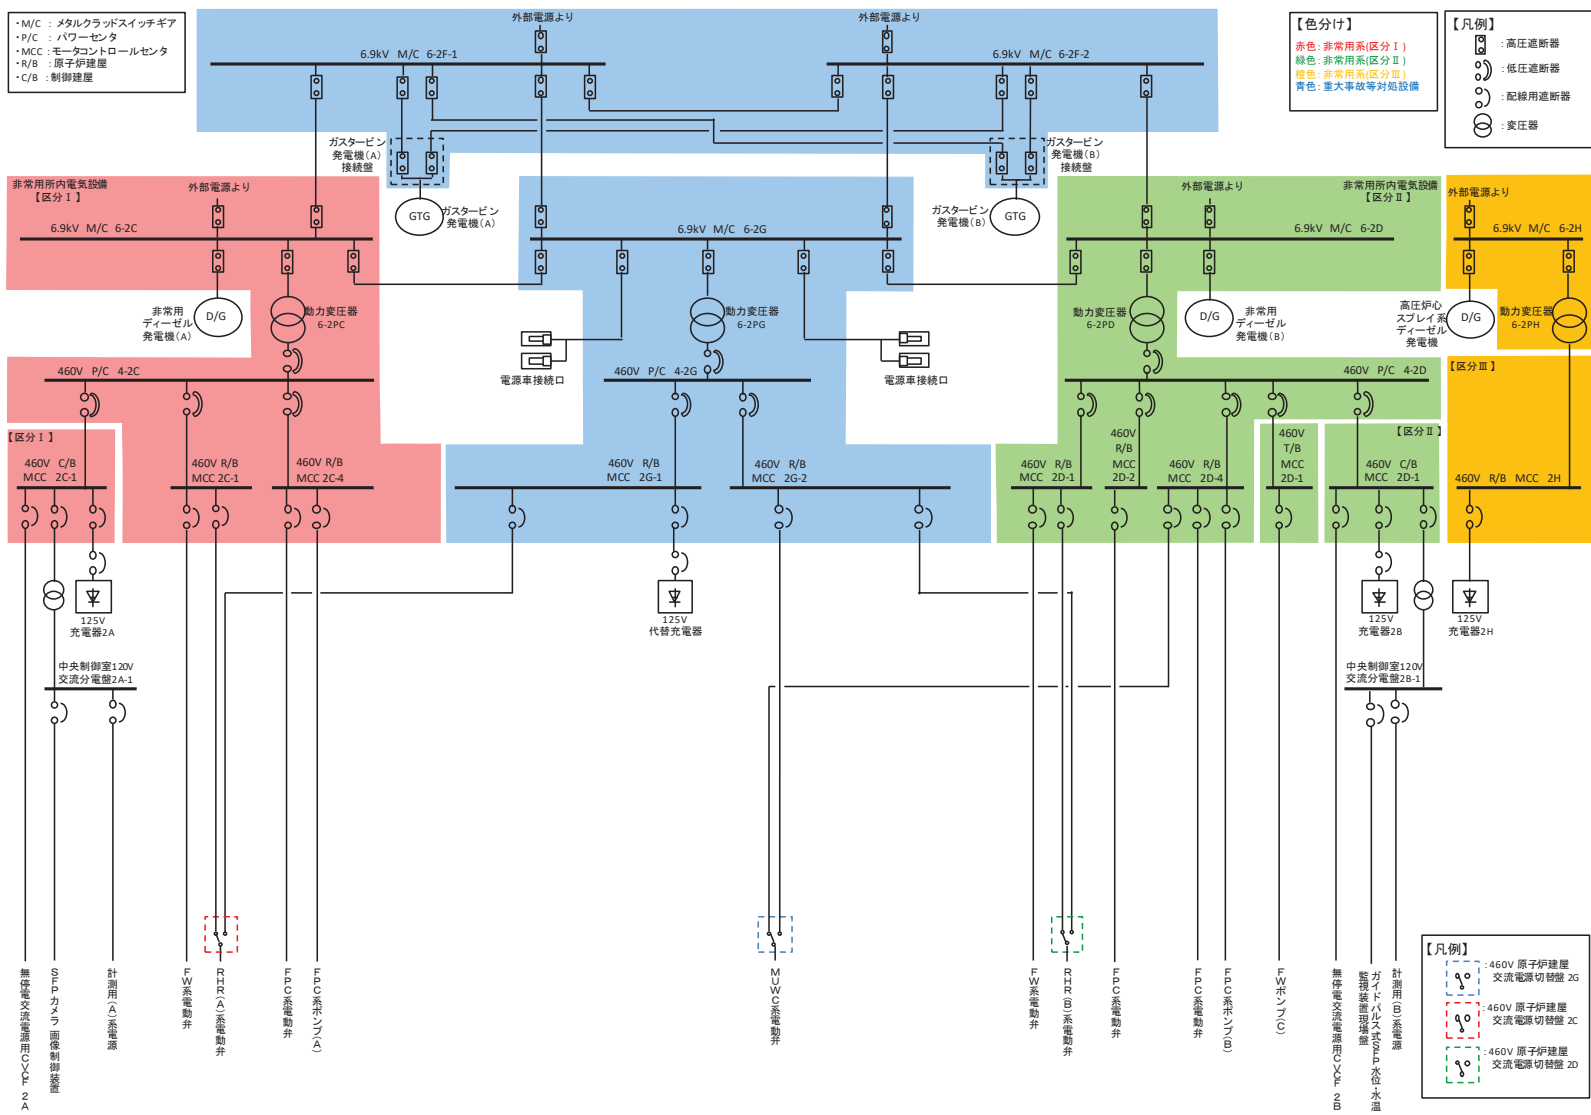 ・M/C ：メタルクラッドスイッチギア
・P/C ：パワーセンタ
・MCC：モータコントロールセンタ
・R/B：原子炉建屋
・C/B：制御建屋
外部電源より
外部電源より
6.9kV M/C 6-2F-1
6.9kV M/C 6-2F-2
【色分け】
赤色：非常用系(区分Ⅰ)
緑色：非常用系(区分Ⅱ)
橙色：非常用系(区分Ⅲ)
青色：重大事故等対処設備
【凡例】
：高圧遮断器
：低圧遮断器
：配線用遮断器
：変圧器
ガスタービン
発電機(A)
接続盤
ガスタービン
発電機(B)
接続盤
GTG
ガスタービン
発電機(A)
ガスタービン
発電機(B)
GTG
非常用所内電気設備
【区分Ⅰ】
外部電源より
6.9kV M/C 6-2C
6.9kV M/C 6-2G
外部電源より
非常用所内電気設備
【区分Ⅱ】
6.9kV M/C 6-2D
外部電源より
6.9kV M/C 6-2H
非常用
ディーゼル
発電機(A)
D/G
動力変圧器
6-2PC
動力変圧器
6-2PG
動力変圧器
6-2PD
D/G
非常用
ディーゼル
発電機(B)
高圧炉心
スプレイ系
ディーゼル
発電機
D/G
動力変圧器
6-2PH
電源車接続口
電源車接続口
460V P/C 4-2C
460V P/C 4-2G
460V P/C 4-2D
【区分Ⅲ】
【区分Ⅰ】
【区分Ⅱ】
460V C/B
MCC 2C-1
460V R/B
MCC 2C-1
460V R/B
MCC 2C-4
460V R/B
MCC 2G-1
460V R/B
MCC 2G-2
460V R/B
MCC 2D-1
460V
R/B
MCC
2D-2
460V R/B
MCC 2D-4
460V
T/B
MCC
2D-1
460V C/B
MCC 2D-1
460V R/B MCC 2H
125V
充電器2A
125V
代替充電器
125V
充電器2B
125V
充電器2H
中央制御室120V
交流分電盤2A-1
中央制御室120V
交流分電盤2B-1
無停電交流電源用CVCF 2A
SFPカメラ 画像制御装置
計測用(A)系電源
FW系電動弁
RHR(A)系電動弁
FPC系電動弁
FPC系ポンプ(A)
MUWC系電動弁
FW系電動弁
RHR(B)系電動弁
FPC系電動弁
FPC系電動弁
FPC系ポンプ(B)
FWポンプ(C)
無停電交流電源用CVCF 2B
ガイドパルス式SFP水位・水温
監視装置現場盤
計測用(B)系電源
【凡例】
：460V 原子炉建屋
交流電源切替盤 2G
：460V 原子炉建屋
交流電源切替盤 2C
：460V 原子炉建屋
交流電源切替盤 2D